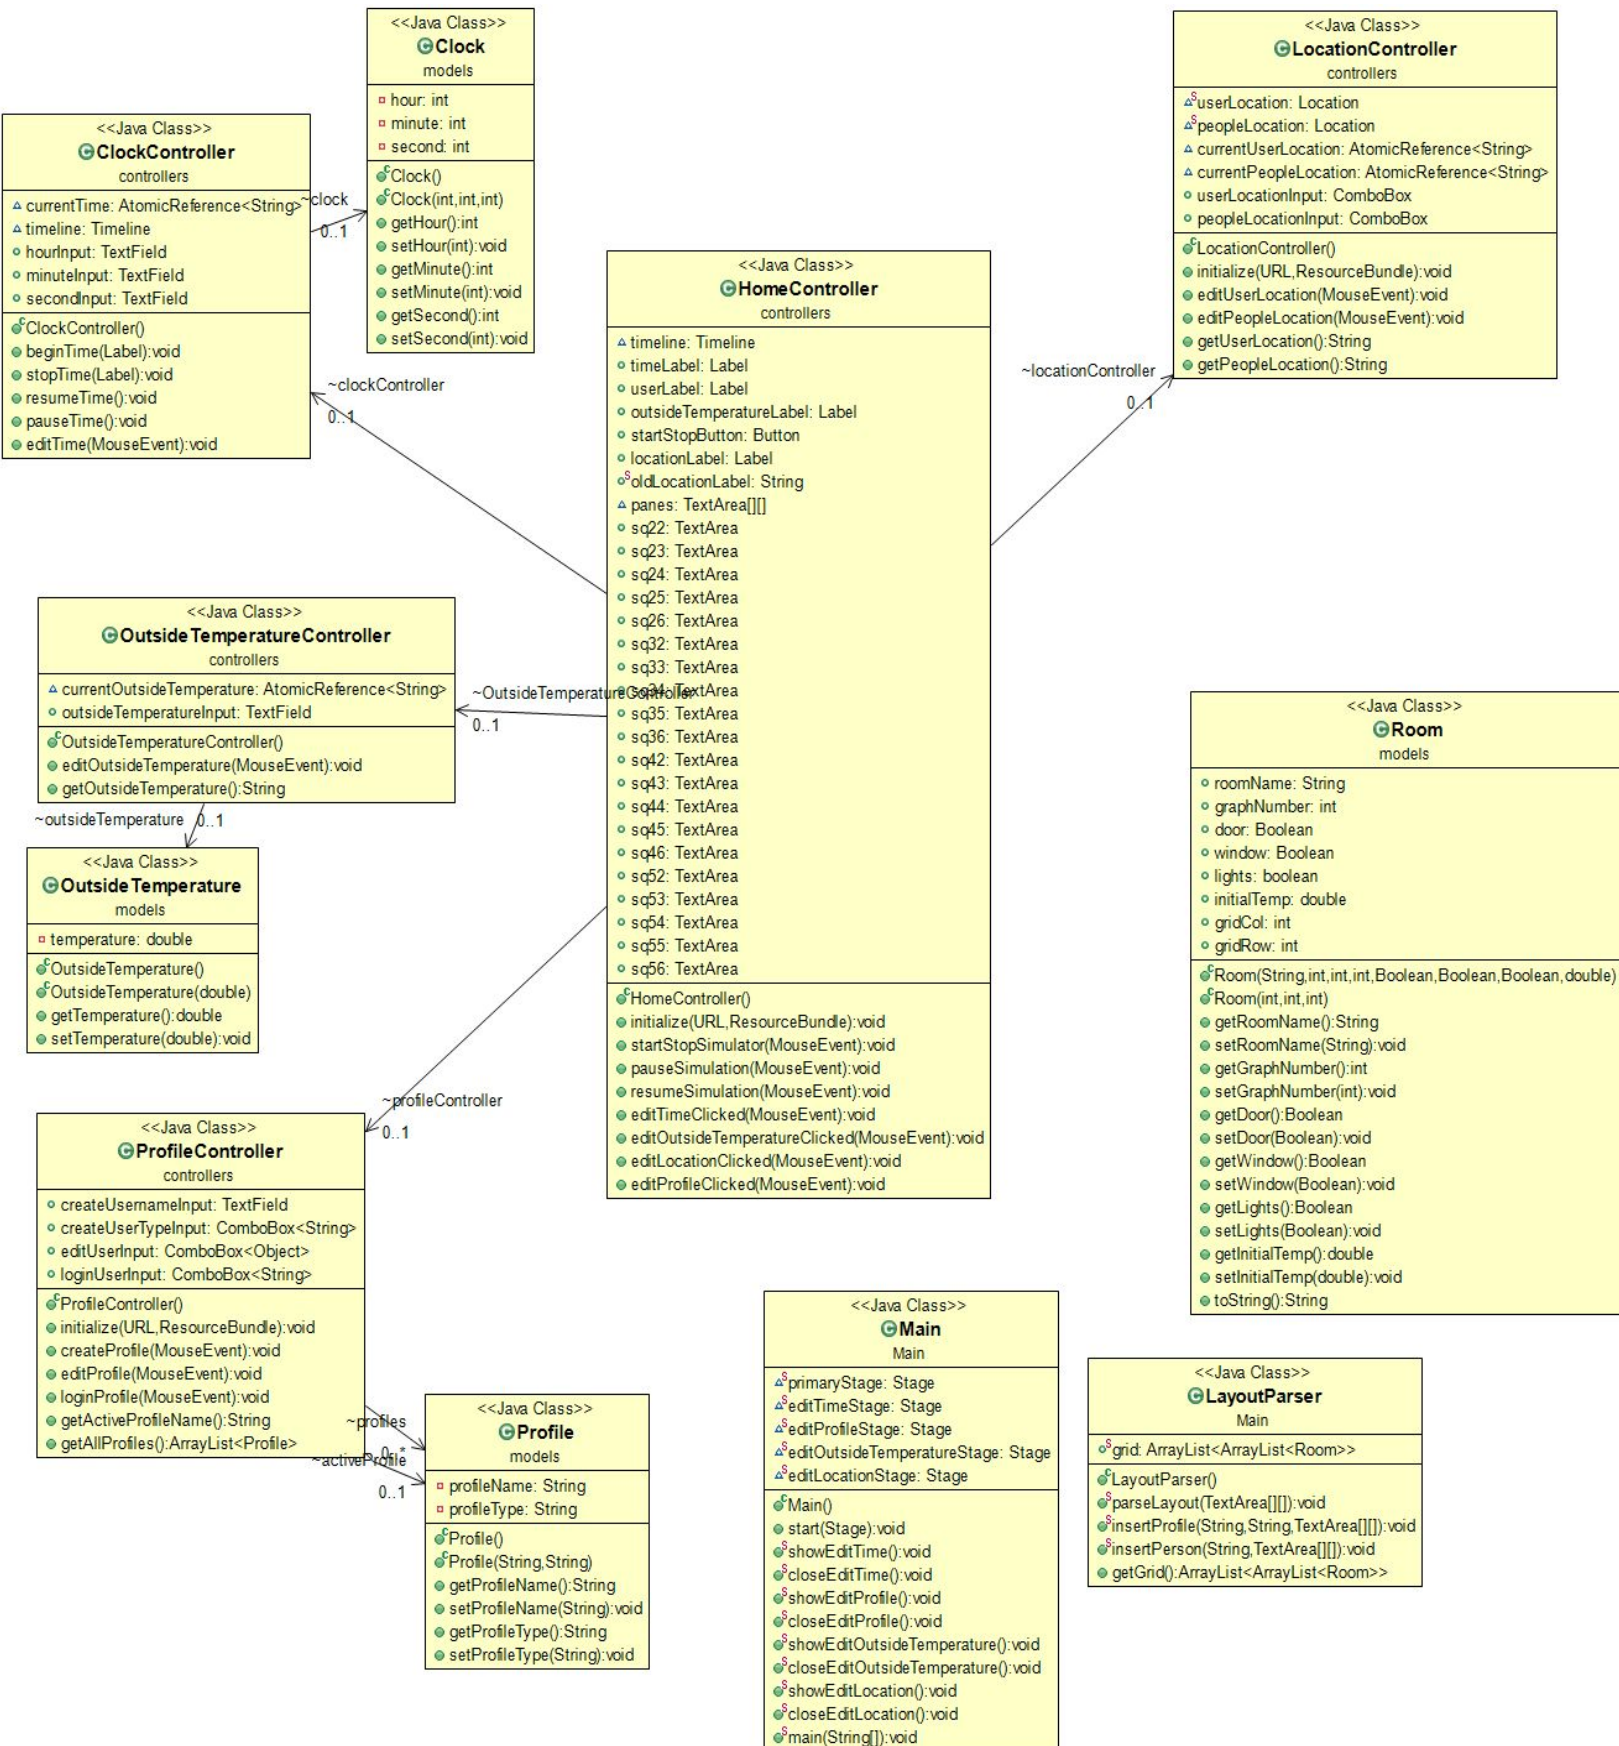 <<Java Class>>
Clock
models
hour: int
minute: int
second: int
Clock()
Clock(int,int,int)
getHour():int
setHour(int):void
getMinute():int
setMinute(int):void
getSecond():int
setSecond(int):void
<<Java Class>>
LocationController
controllers
userLocation: Location
peopleLocation: Location
currentUserLocation: AtomicReference<String>
currentPeopleLocation: AtomicReference<String>
userLocationInput: ComboBox
peopleLocationInput: ComboBox
LocationController()
initialize(URL,ResourceBundle):void
editUserLocation(MouseEvent):void
editPeopleLocation(MouseEvent):void
getUserLocation():String
getPeopleLocation():String
<<Java Class>>
ClockController
controllers
currentTime: AtomicReference<String>
timeline: Timeline
hourInput: TextField
minuteInput: TextField
secondInput: TextField
ClockController()
beginTime(Label):void
stopTime(Label):void
resumeTime():void
pauseTime():void
editTime(MouseEvent):void
~clock
0..1
~clockController
0..1
<<Java Class>>
HomeController
controllers
timeline: Timeline
timeLabel: Label
userLabel: Label
outsideTemperatureLabel: Label
startStopButton: Button
locationLabel: Label
oldLocationLabel: String
panes: TextArea[][]
sq22: TextArea
sq23: TextArea
sq24: TextArea
sq25: TextArea
sq26: TextArea
sq32: TextArea
sq33: TextArea
sq34: TextArea
sq35: TextArea
sq36: TextArea
sq42: TextArea
sq43: TextArea
sq44: TextArea
sq45: TextArea
sq46: TextArea
sq52: TextArea
sq53: TextArea
sq54: TextArea
sq55: TextArea
sq56: TextArea
HomeController()
initialize(URL,ResourceBundle):void
startStopSimulator(MouseEvent):void
pauseSimulation(MouseEvent):void
resumeSimulation(MouseEvent):void
editTimeClicked(MouseEvent):void
editOutsideTemperatureClicked(MouseEvent):void
editLocationClicked(MouseEvent):void
editProfileClicked(MouseEvent):void
~locationController
0..1
<<Java Class>>
OutsideTemperatureController
controllers
currentOutsideTemperature: AtomicReference<String>
outsideTemperatureInput: TextField
OutsideTemperatureController()
editOutsideTemperature(MouseEvent):void
getOutsideTemperature():String
~OutsideTemperatureController
0..1
~outsideTemperature
0..1
<<Java Class>>
OutsideTemperature
models
temperature: double
OutsideTemperature()
OutsideTemperature(double)
getTemperature():double
setTemperature(double):void
<<Java Class>>
Room
models
roomName: String
graphNumber: int
door: Boolean
window: Boolean
lights: boolean
initialTemp: double
gridCol: int
gridRow: int
Room(String,int,int,int,Boolean,Boolean,Boolean,double)
Room(int,int,int)
getRoomName():String
setRoomName(String):void
getGraphNumber():int
setGraphNumber(int):void
getDoor():Boolean
setDoor(Boolean):void
getWindow():Boolean
setWindow(Boolean):void
getLights():Boolean
setLights(Boolean):void
getInitialTemp():double
setInitialTemp(double):void
toString():String
~profileController
0..1
<<Java Class>>
ProfileController
controllers
createUsernameInput: TextField
createUserTypeInput: ComboBox<String>
editUserInput: ComboBox<Object>
loginUserInput: ComboBox<String>
ProfileController()
initialize(URL,ResourceBundle):void
createProfile(MouseEvent):void
editProfile(MouseEvent):void
loginProfile(MouseEvent):void
getActiveProfileName():String
getAllProfiles():ArrayList<Profile>
~profiles
0..*
~activeProfile
0..1
<<Java Class>>
Profile
models
profileName: String
profileType: String
Profile()
Profile(String,String)
getProfileName():String
setProfileName(String):void
getProfileType():String
setProfileType(String):void
<<Java Class>>
Main
Main
primaryStage: Stage
editTimeStage: Stage
editProfileStage: Stage
editOutsideTemperatureStage: Stage
editLocationStage: Stage
Main()
start(Stage):void
showEditTime():void
closeEditTime():void
showEditProfile():void
closeEditProfile():void
showEditOutsideTemperature():void
closeEditOutsideTemperature():void
showEditLocation():void
closeEditLocation():void
main(String[]):void
<<Java Class>>
LayoutParser
Main
grid: ArrayList<ArrayList<Room>>
LayoutParser()
parseLayout(TextArea[][]):void
insertProfile(String,String,TextArea[][]):void
insertPerson(String,TextArea[][]):void
getGrid():ArrayList<ArrayList<Room>>